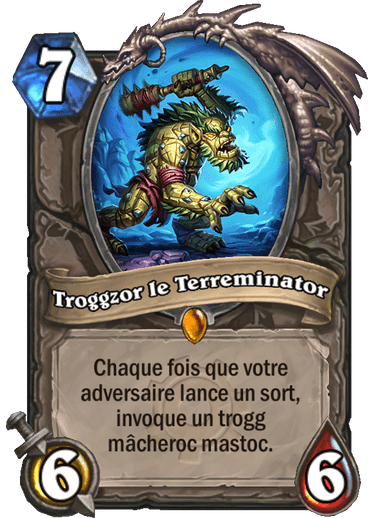 7
Troggzor le Terreminator
Chaque fois que votre
adversaire lance un sort,
invoque un trogg
mâcheroc mastoc.
6
6